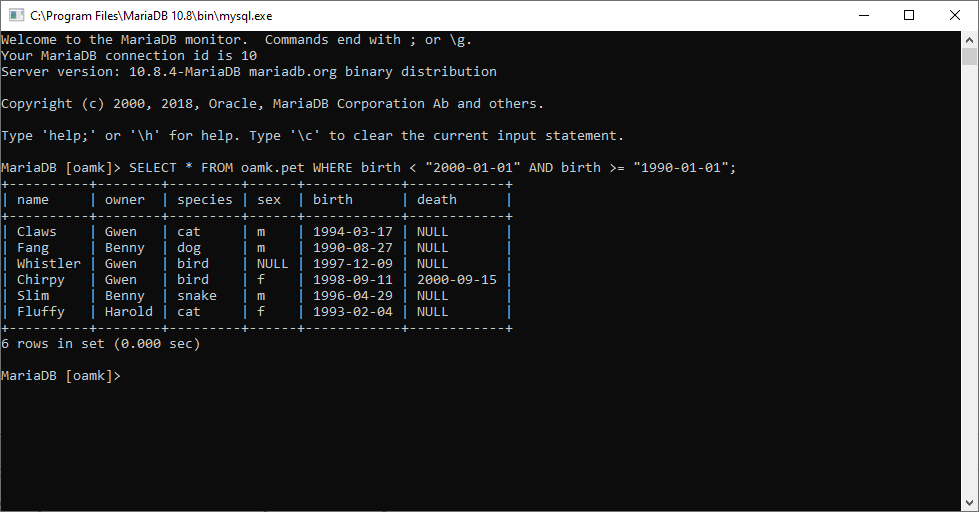 C:\Program Files\MariaDB 10.8\bin\mysql.exe
Welcome to the MariaDB monitor.  Commands end with ; or \g.
Your MariaDB connection id is 10
Server version: 10.8.4-MariaDB mariadb.org binary distribution

Copyright (c) 2000, 2018, Oracle, MariaDB Corporation Ab and others.

Type 'help;' or '\h' for help. Type '\c' to clear the current input statement.

MariaDB [oamk]> SELECT * FROM oamk.pet WHERE birth < "2000-01-01" AND birth >= "1990-01-01";
+----------+--------+---------+------+------------+------------+
| name     | owner  | species | sex  | birth      | death      |
+----------+--------+---------+------+------------+------------+
| Claws    | Gwen   | cat     | m    | 1994-03-17 | NULL       |
| Fang     | Benny  | dog     | m    | 1990-08-27 | NULL       |
| Whistler | Gwen   | bird    | NULL | 1997-12-09 | NULL       |
| Chirpy   | Gwen   | bird    | f    | 1998-09-11 | 2000-09-15 |
| Slim     | Benny  | snake   | m    | 1996-04-29 | NULL       |
| Fluffy   | Harold | cat     | f    | 1993-02-04 | NULL       |
+----------+--------+---------+------+------------+------------+
6 rows in set (0.000 sec)

MariaDB [oamk]>